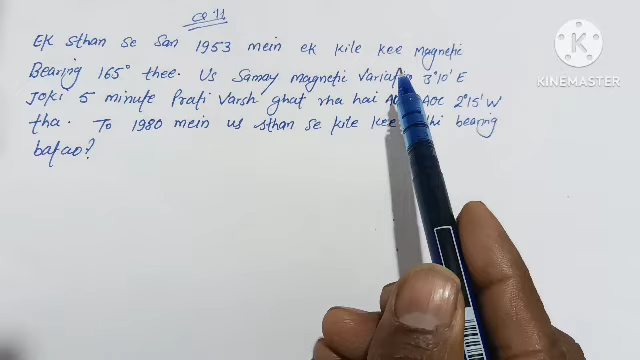 Q 11
Ek sthan se san 1953 mein ek kile kee magnetic
Bearing 165° thee. Us samay magnetic 3°10' E
Joki 5 minute Prati Varsh ghat rha hai AOC 2°15' W
tha. To 1980 mein us sthan se kile kee bearing
batao?
KINEMASTER